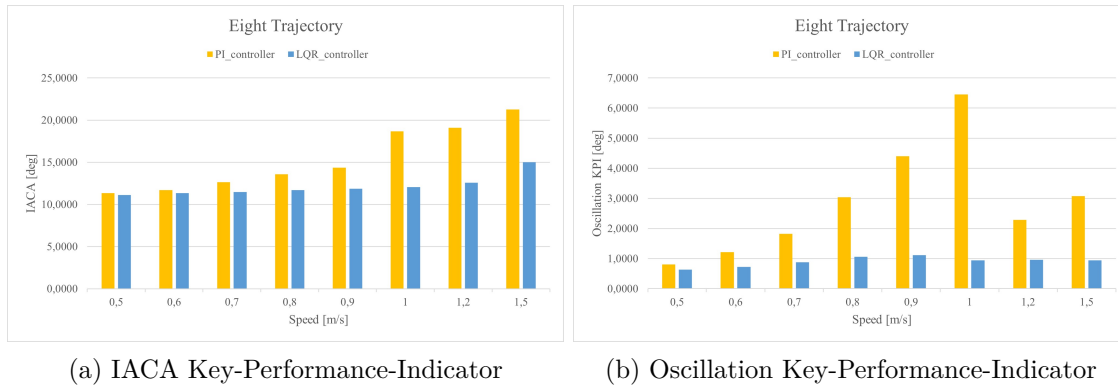 Eight Trajectory
PI_controller LQR_controller
25,0000
20,0000
15,0000
10,0000
5,0000
0,0000
IACA [deg]
0,5 0,6 0,7 0,8 0,9 1 1,2 1,5
Speed [m/s]
(a) IACA Key-Performance-Indicator
Eight Trajectory
PI_controller LQR_controller
7,0000
6,0000
5,0000
4,0000
3,0000
2,0000
1,0000
0,0000
Oscillation KPI [deg]
0,5 0,6 0,7 0,8 0,9 1 1,2 1,5
Speed [m/s]
(b) Oscillation Key-Performance-Indicator